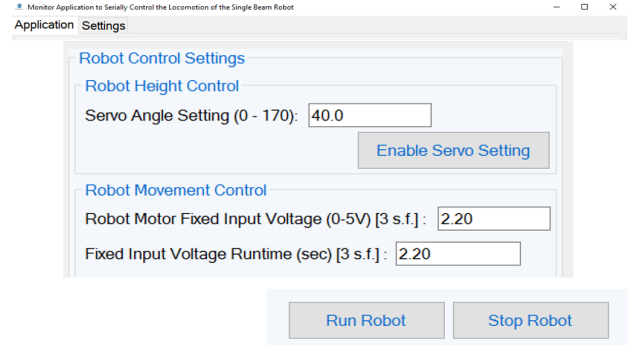 Monitor Application to Serially Control the Locomotion of the Single Beam Robot
Application Settings
Robot Control Settings
Robot Height Control
Servo Angle Setting (0 - 170): 40.0
Enable Servo Setting
Robot Movement Control
Robot Motor Fixed Input Voltage (0-5V) [3 s.f.] : 2.20
Fixed Input Voltage Runtime (sec) [3 s.f.] : 2.20
Run Robot Stop Robot